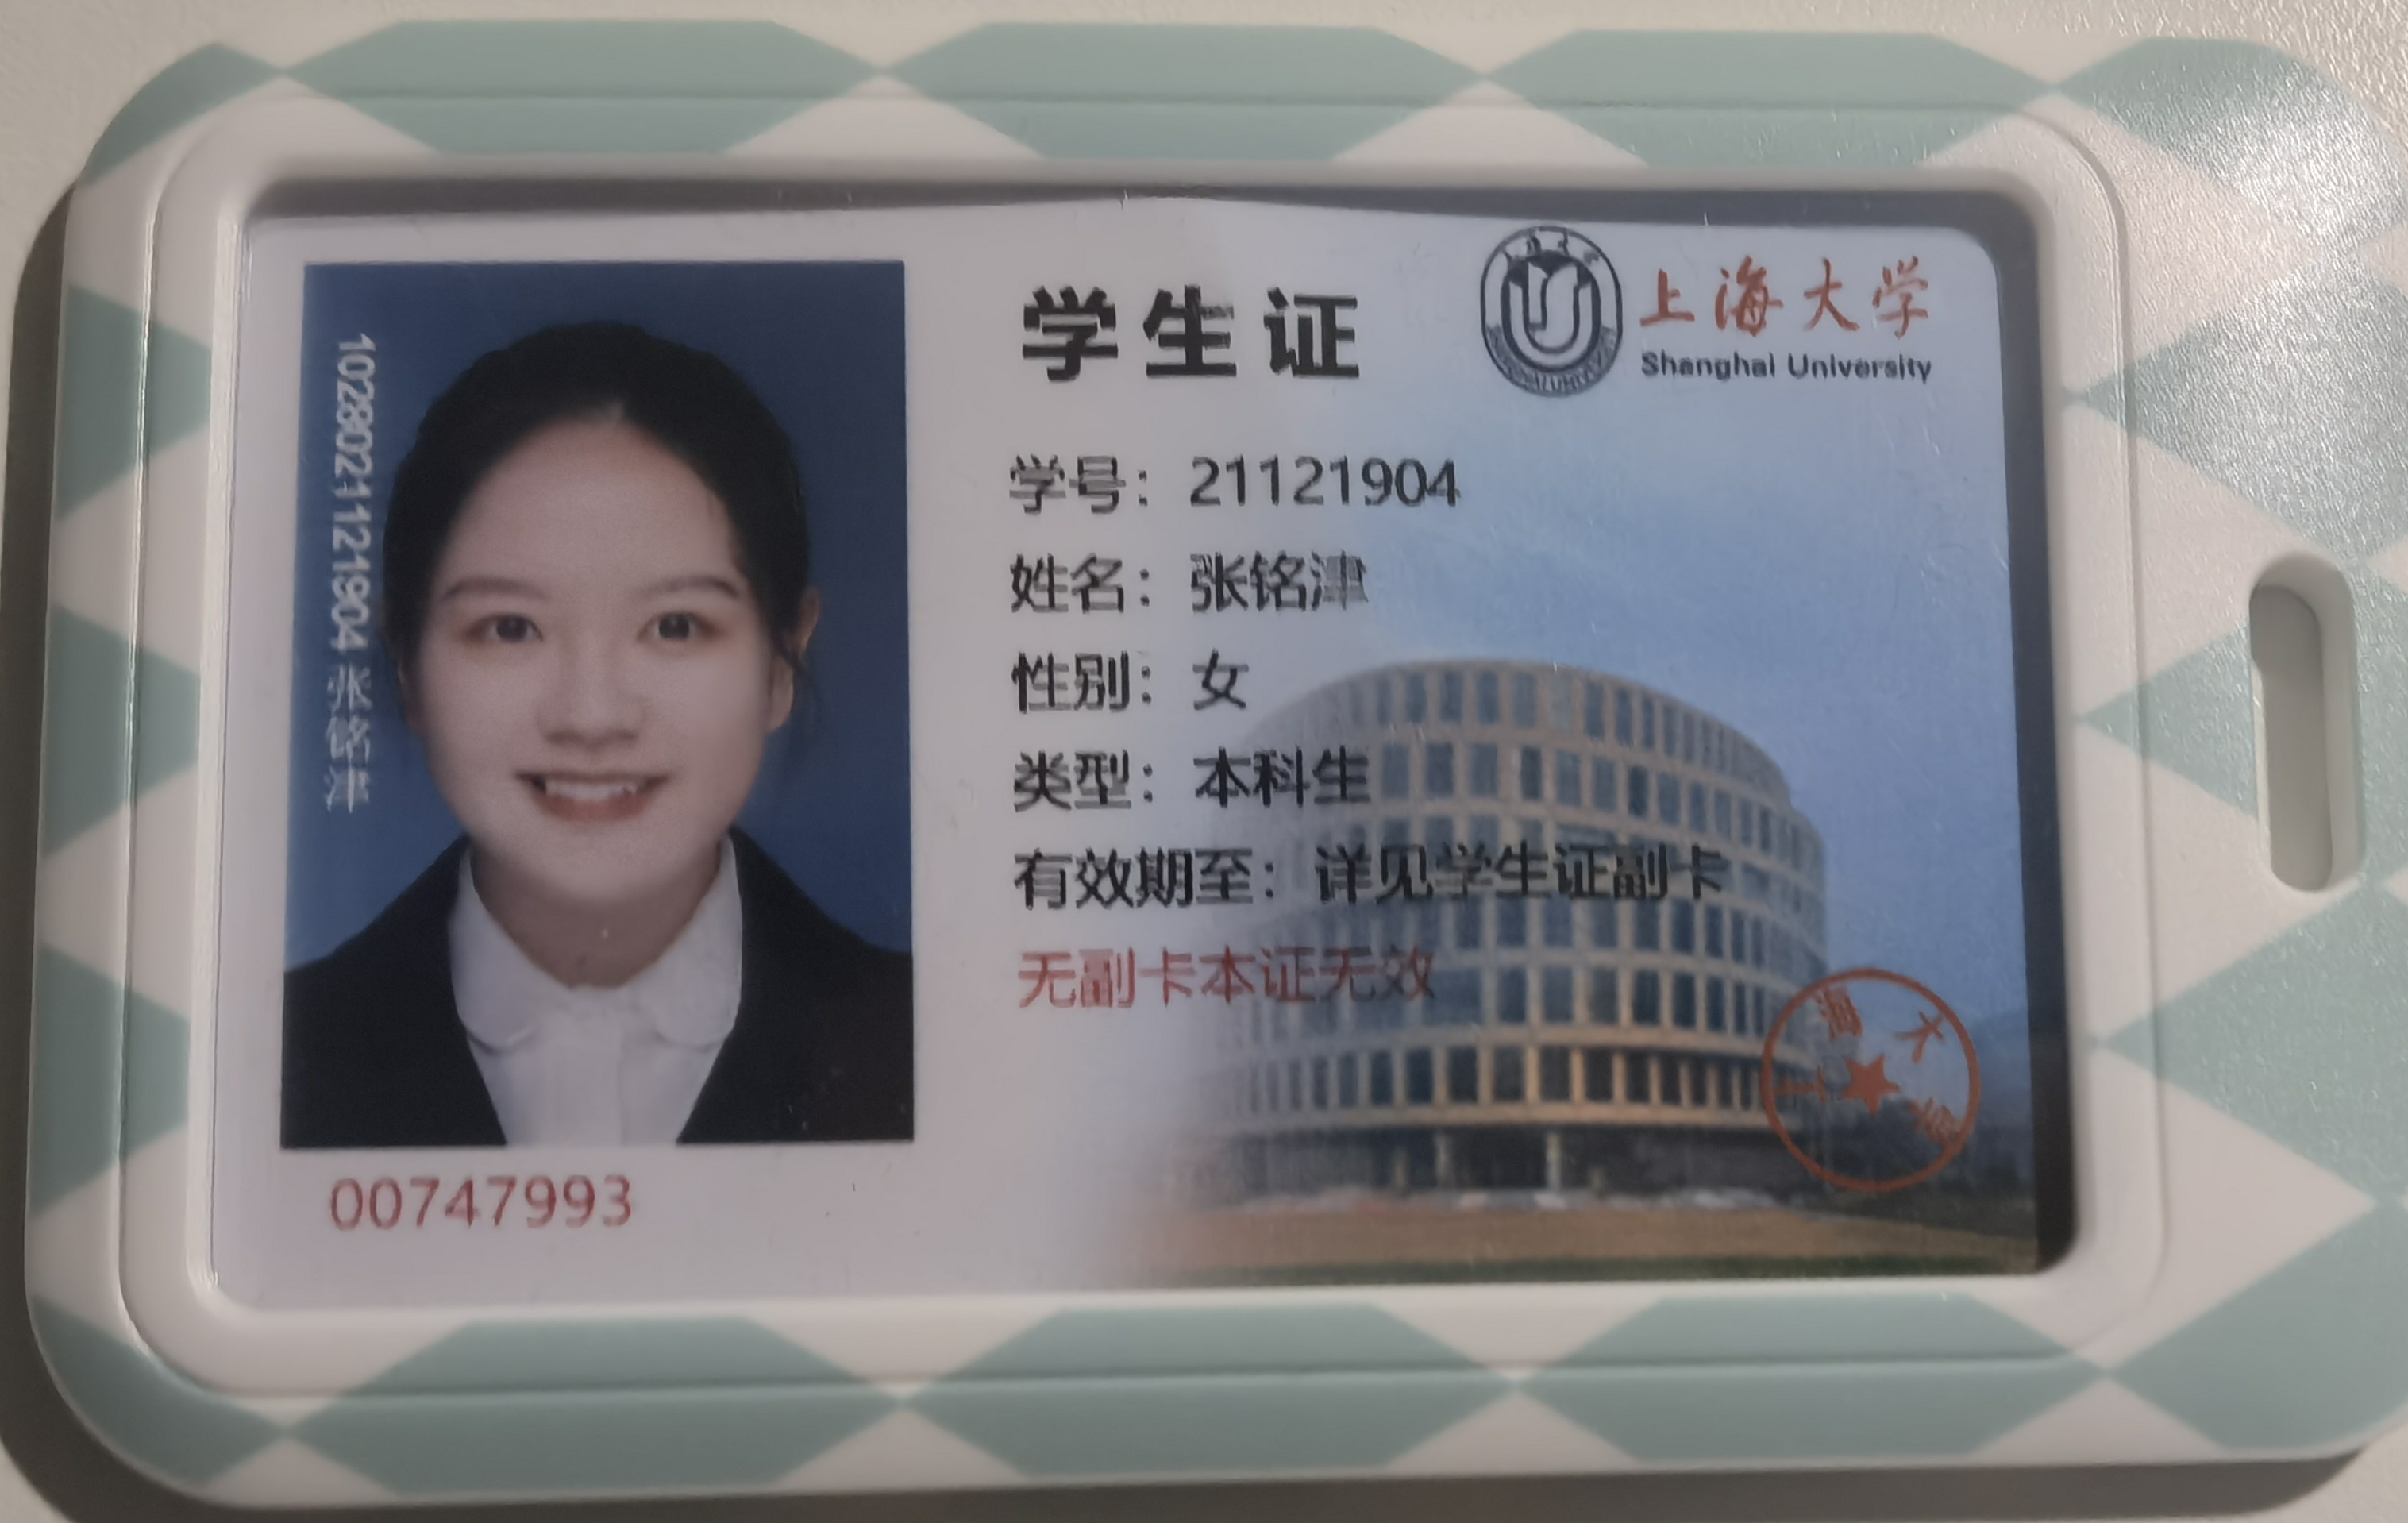 学生证
上海大学
Shanghai University
学号：21121904
姓名：张铭津
性别：女
类型：本科生
有效期至：详见学生证副卡
无副卡本证无效
1028021121904 张铭津
00747993
上海大学